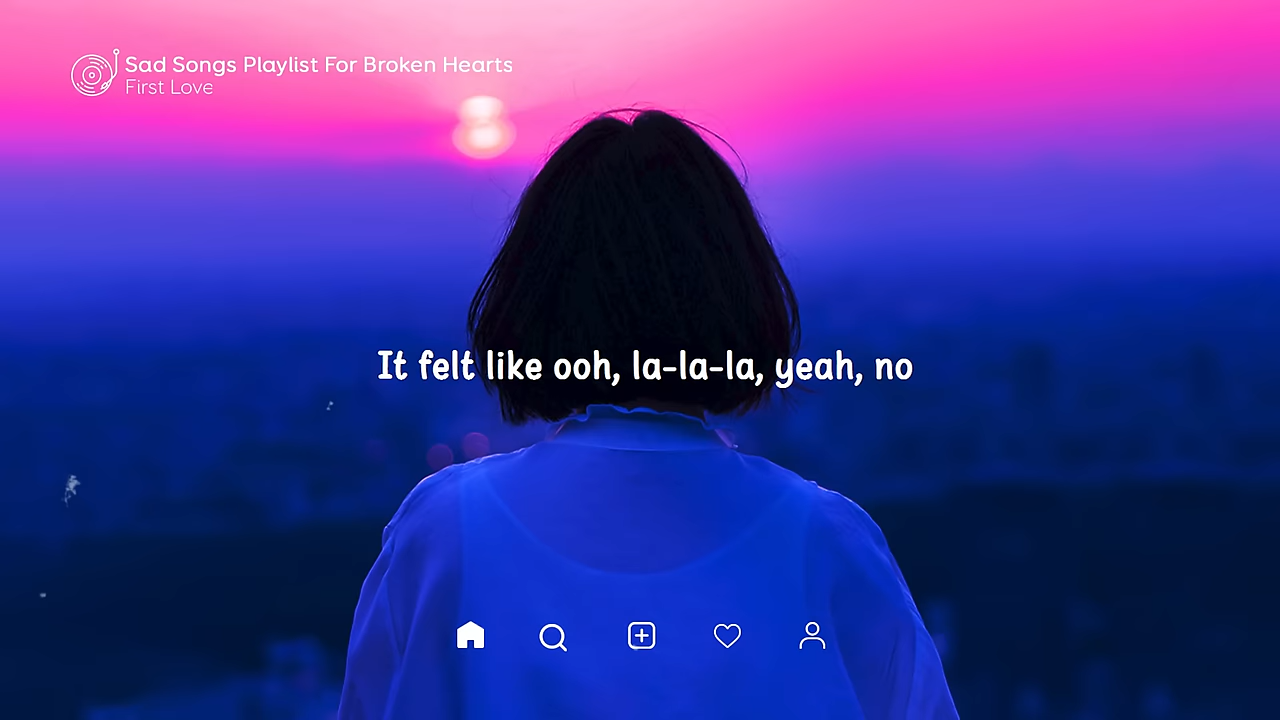 Sad Songs Playlist For Broken Hearts
First Love
It felt like ooh, la-la-la, yeah, no